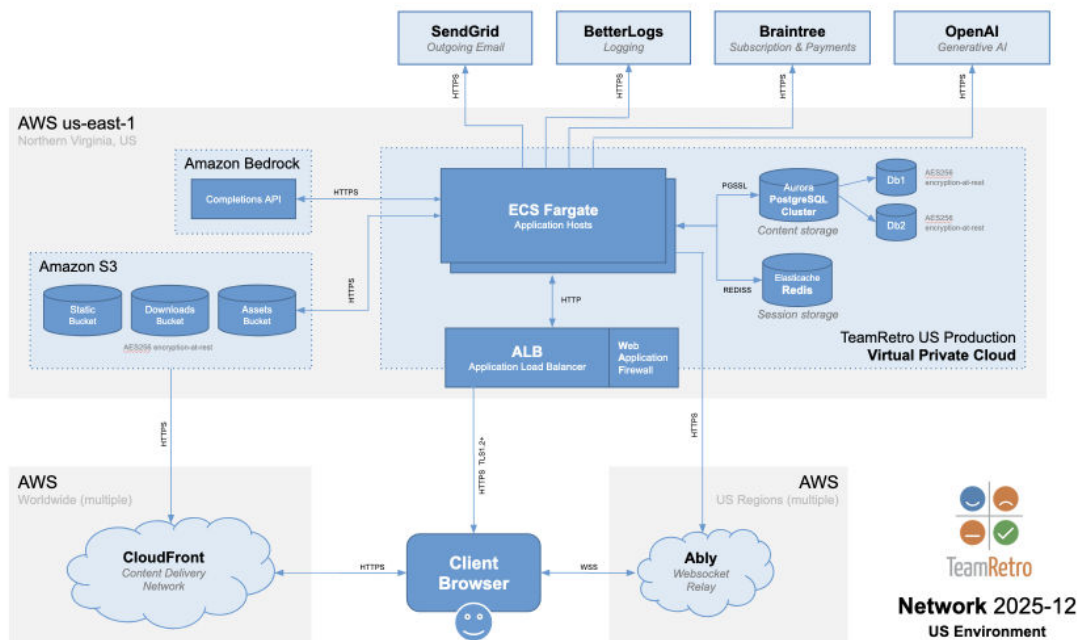 SendGrid
Outgoing Email
BetterLogs
Logging
Braintree
Subscription & Payments
OpenAI
Generative AI
HTTPS
HTTPS
HTTPS
HTTPS
AWS us-east-1
Northern Virginia, US
Amazon Bedrock
Completions API
HTTPS
ECS Fargate
Application Hosts
PGSSL
Aurora
PostgreSQL
Cluster
Content storage
Db1
AES256
encryption-at-rest
Db2
AES256
encryption-at-rest
Amazon S3
Static
Bucket
Downloads
Bucket
Assets
Bucket
AES256 encryption-at-rest
HTTPS
HTTP
REDISS
Elasticache
Redis
Session storage
TeamRetro US Production
Virtual Private Cloud
ALB
Application Load Balancer
Web
Application
Firewall
HTTPS
HTTPS TLS1.2+
HTTPS
AWS
Worldwide (multiple)
AWS
US Regions (multiple)
CloudFront
Content Delivery
Network
HTTPS
Client
Browser
WSS
Ably
Websocket
Relay
TeamRetro
Network 2025-12
US Environment